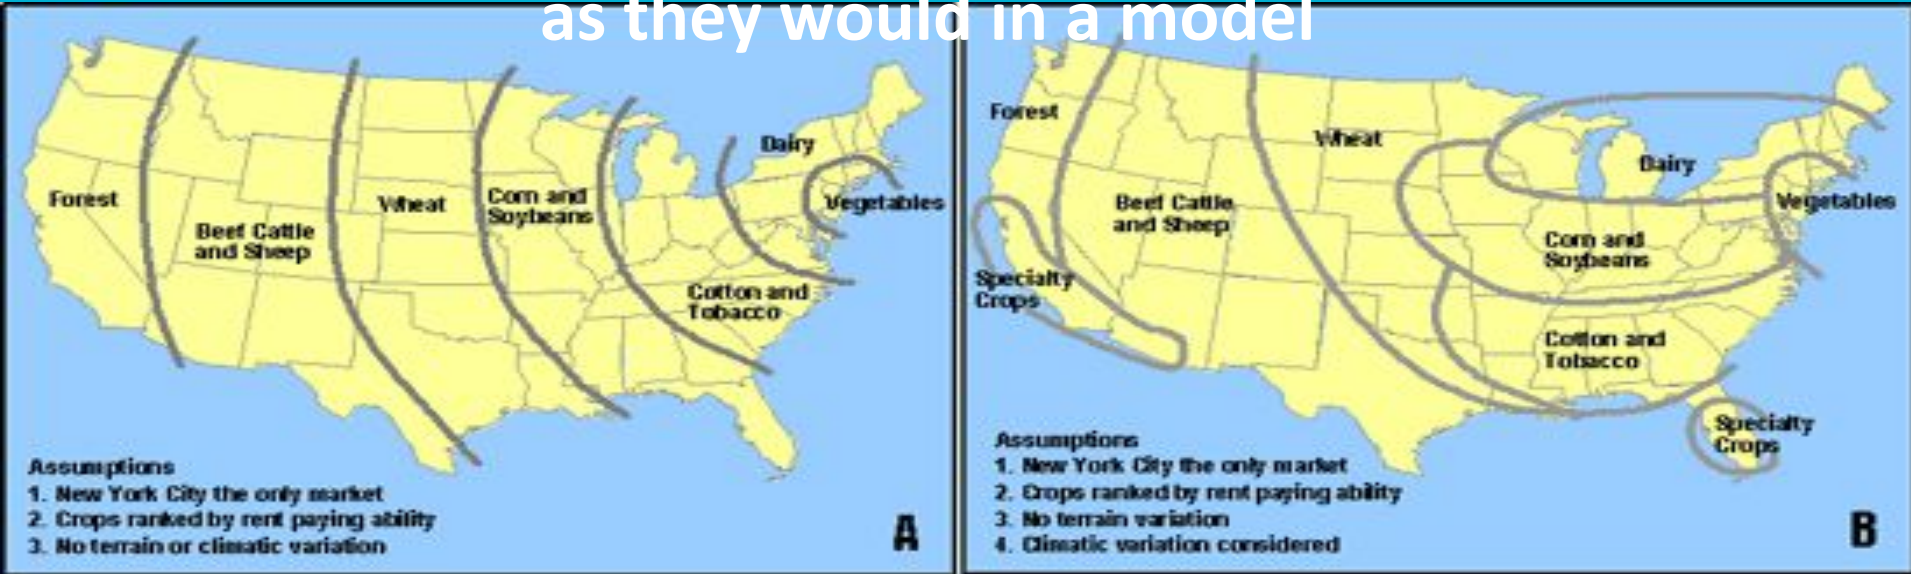 as they would in a model
Forest
Beef Cattle
and Sheep
Wheat
Corn and
Soybeans
Dairy
Vegetables
Cotton and
Tobacco
Assumptions
1. New York City the only market
2. Crops ranked by rent paying ability
3. No terrain or climatic variation
A
Forest
Wheat
Dairy
Beef Cattle
and Sheep
Vegetables
Corn and
Soybeans
Specialty
Crops
Cotton and
Tobacco
Specialty
Crops
Assumptions
1. New York City the only market
2. Crops ranked by rent paying ability
3. No terrain variation
4. Climatic variation considered
B